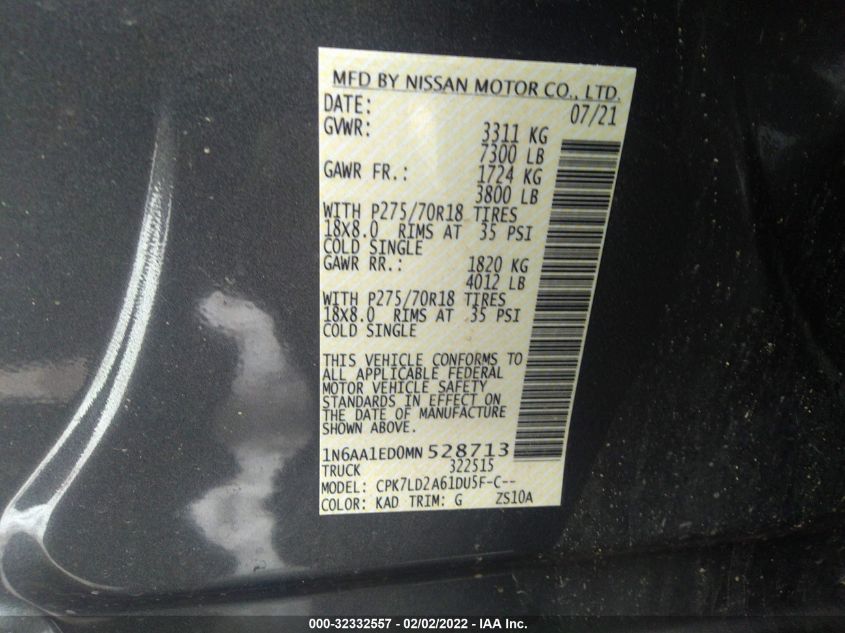 MFD BY NISSAN MOTOR CO., LTD.
DATE: 07/21
GVWR: 3311 KG
7300 LB
GAWR FR.: 1724 KG
3800 LB
WITH P275/70R18 TIRES
18X8.0 RIMS AT 35 PSI
COLD SINGLE
GAWR RR.: 1820 KG
4012 LB
WITH P275/70R18 TIRES
18X8.0 RIMS AT 35 PSI
COLD SINGLE
THIS VEHICLE CONFORMS TO
ALL APPLICABLE FEDERAL
MOTOR VEHICLE SAFETY
STANDARDS IN EFFECT ON
THE DATE OF MANUFACTURE
SHOWN ABOVE.
1N6AA1ED0MN528713
TRUCK 322515
MODEL: CPK7LD2A61DU5F-C--
COLOR: KAD TRIM: G ZS10A
000-32332557 - 02/02/2022 - IAA Inc.